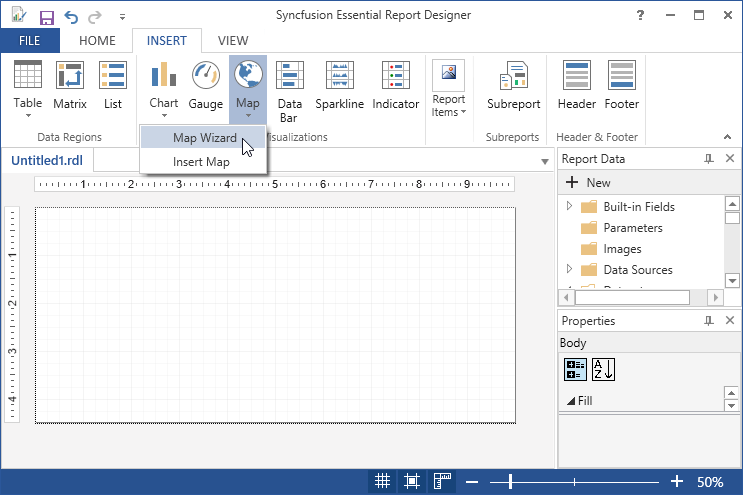 Syncfusion Essential Report Designer
?
FILE HOME INSERT VIEW
Table Matrix List Chart Gauge Map Data Bar Sparkline Indicator Report Items Subreport Header Footer
Data Regions
Subreports Header & Footer
Map Wizard
Insert Map
Untitled1.rdl
1 2 3 4 5 6 7 8 9
1
2
3
4
Report Data
New
Built-in Fields
Parameters
Images
Data Sources
Properties
Body
A
Z
Fill
50%